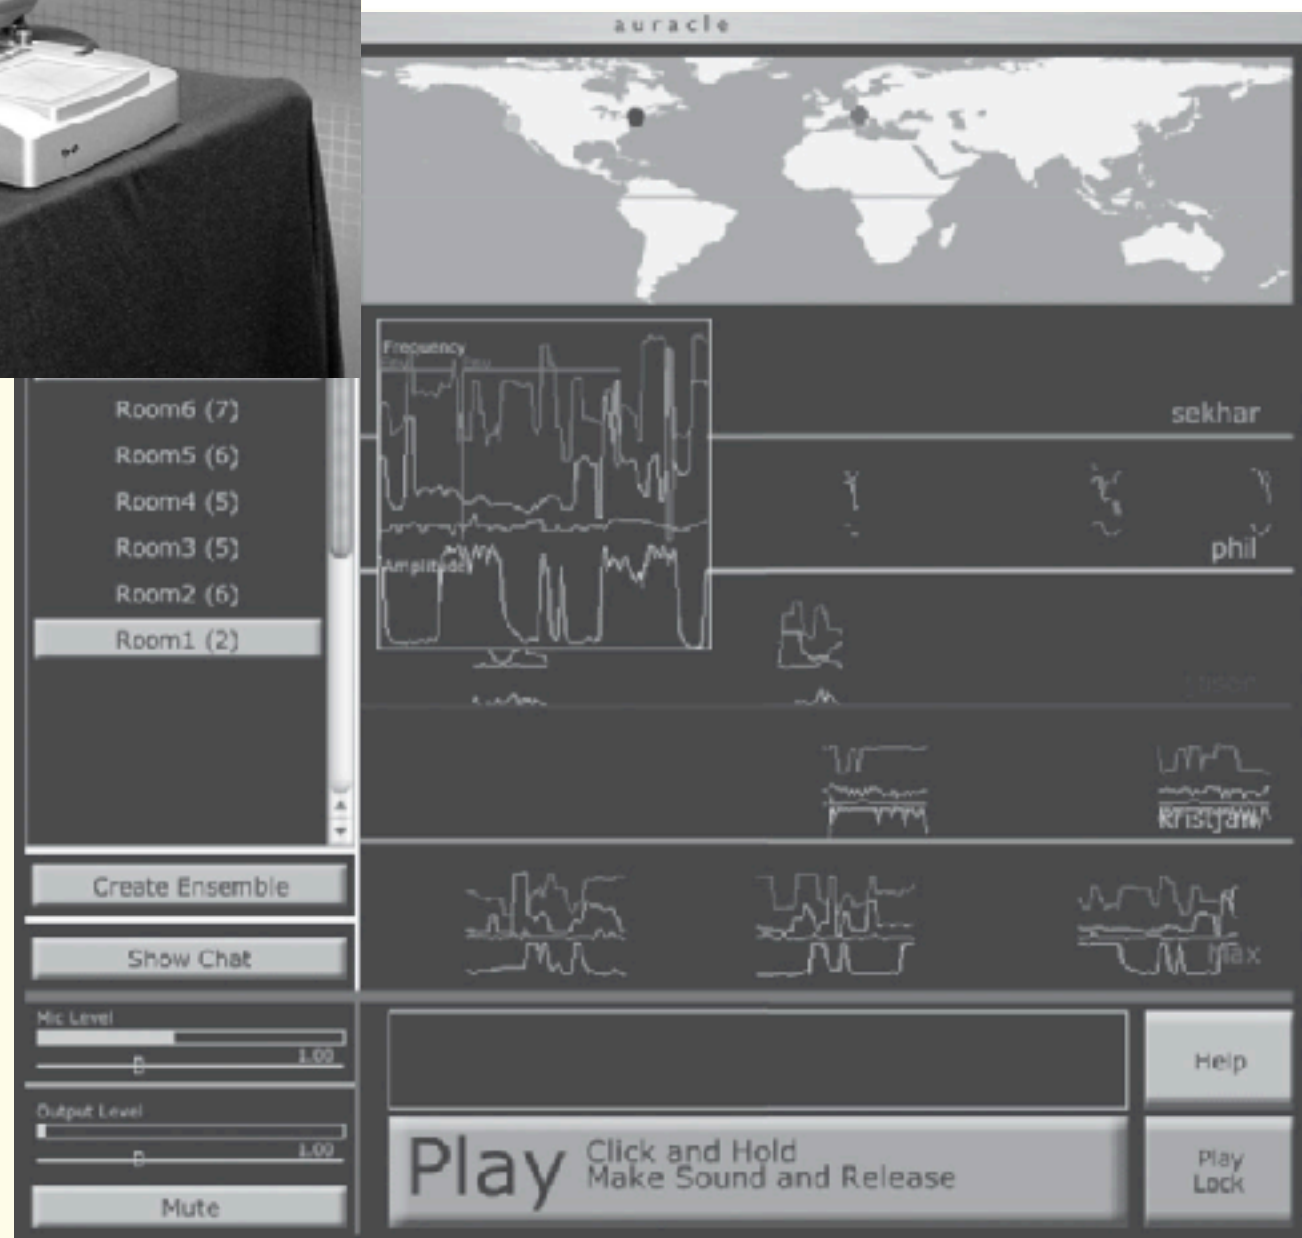 auracle
Frequency
sekhar
Room6 (7)
Room5 (6)
Room4 (5)
Room3 (5)
Room2 (6)
Room1 (2)
phil
Amplitude
kristjan
Create Ensemble
Show Chat
Max
Mic Level
1.00
Output Level
1.00
Mute
Play
Click and Hold
Make Sound and Release
Help
Play
Lock